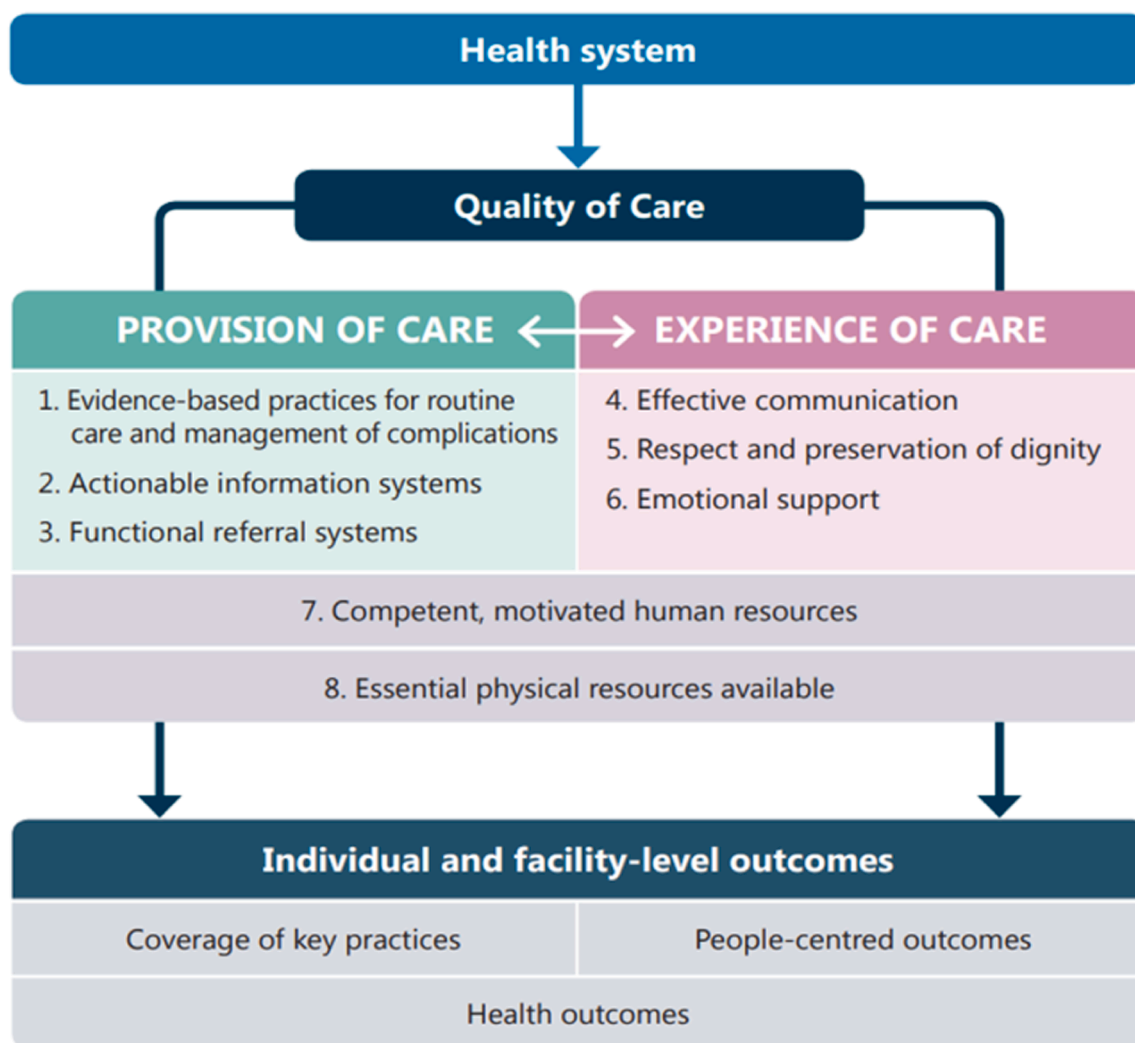 Health system
Quality of Care
PROVISION OF CARE
1. Evidence-based practices for routine
care and management of complications
2. Actionable information systems
3. Functional referral systems
EXPERIENCE OF CARE
4. Effective communication
5. Respect and preservation of dignity
6. Emotional support
7. Competent, motivated human resources
8. Essential physical resources available
Individual and facility-level outcomes
Coverage of key practices
People-centred outcomes
Health outcomes